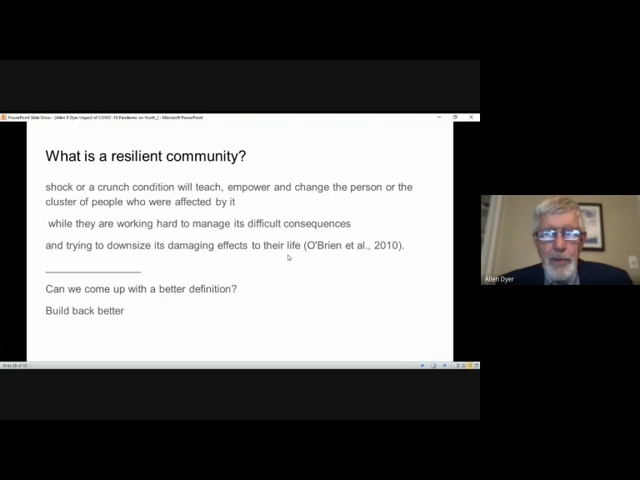 PowerPoint Slide Show - [Allen R Dyer Impact of COVID -19 Pandemic on Youth_] - Microsoft PowerPoint
What is a resilient community?
shock or a crunch condition will teach, empower and change the person or the
cluster of people who were affected by it
while they are working hard to manage its difficult consequences
and trying to downsize its damaging effects to their life (O'Brien et al., 2010).
Can we come up with a better definition?
Build back better
Allen Dyer